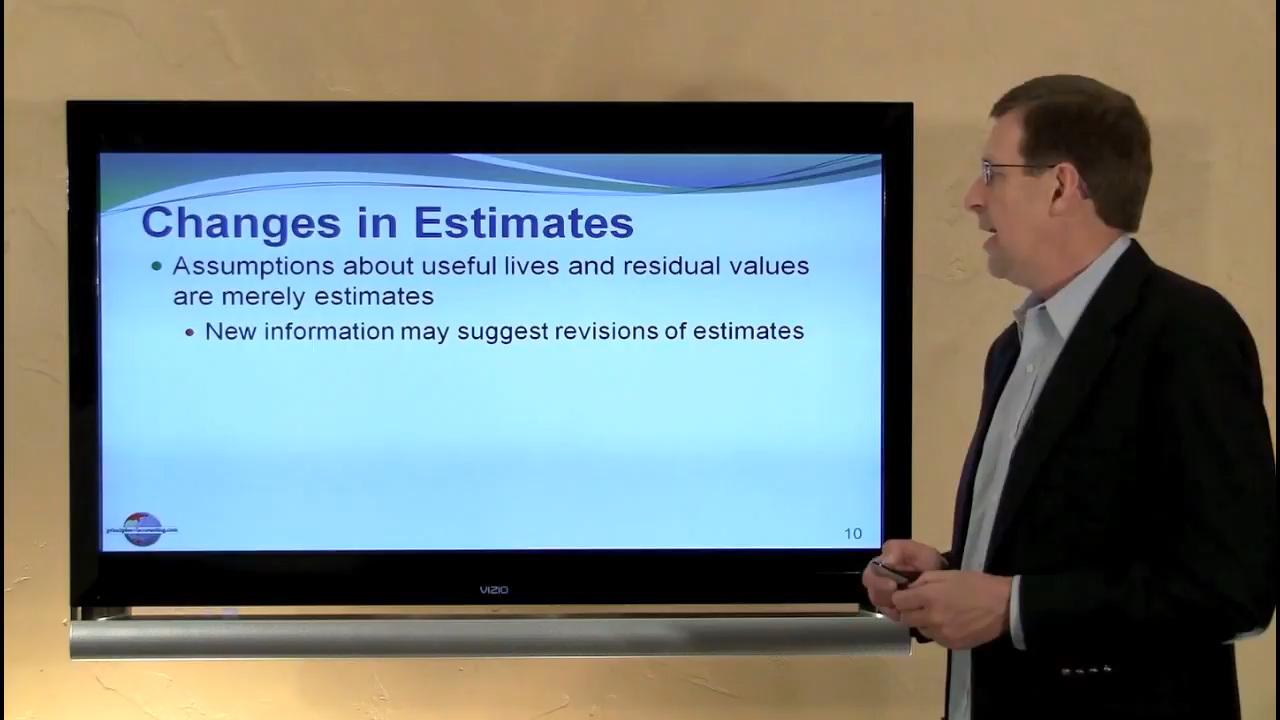 Changes in Estimates
• Assumptions about useful lives and residual values
are merely estimates
• New information may suggest revisions of estimates
10
VIZIO